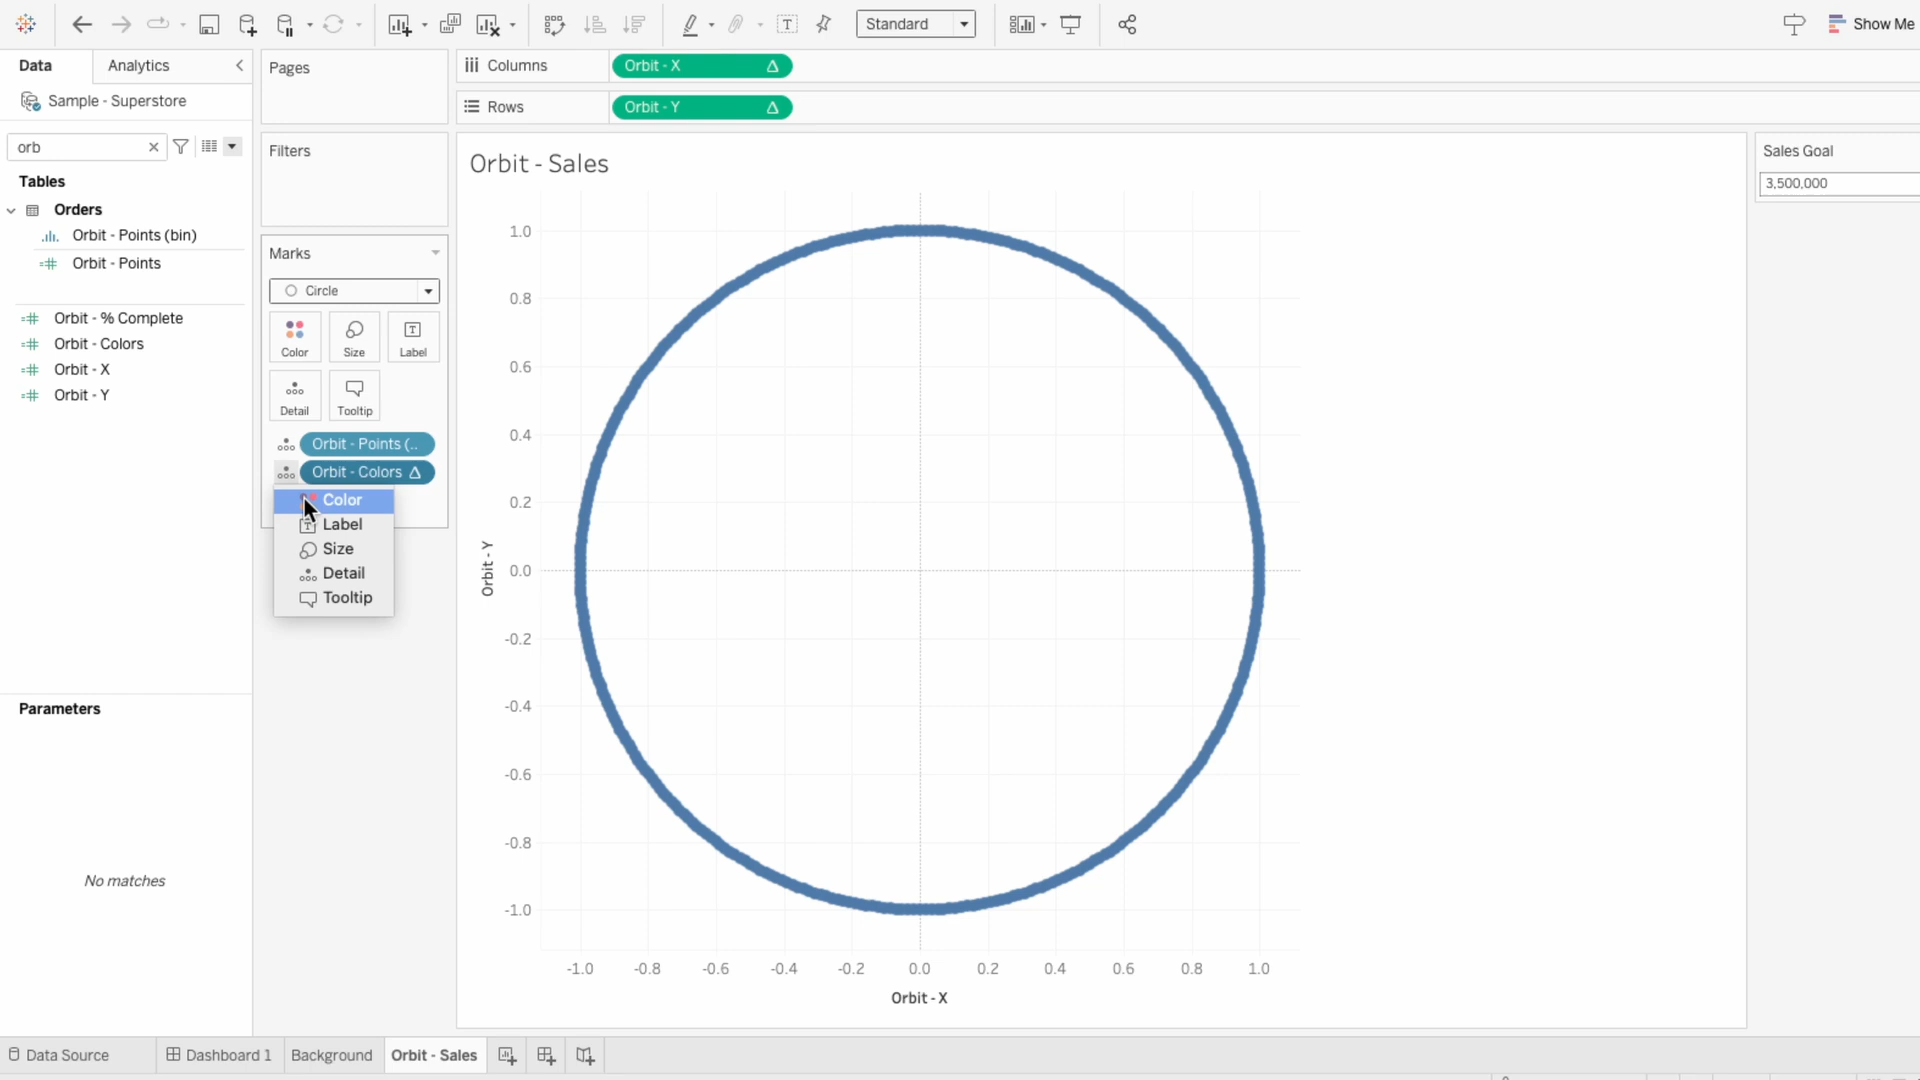 Standard
Show Me
Data
Analytics
Sample - Superstore
orb
Tables
Orders
Orbit - Points (bin)
Orbit - Points
Orbit - % Complete
Orbit - Colors
Orbit - X
Orbit - Y
Parameters
No matches
Pages
Filters
Marks
Circle
Color
Size
Label
Detail
Tooltip
Orbit - Points (..
Orbit - Colors
Color
Label
Size
Detail
Tooltip
Columns
Orbit - X
Rows
Orbit - Y
Orbit - Sales
1.0
0.8
0.6
0.4
0.2
0.0
-0.2
-0.4
-0.6
-0.8
-1.0
Orbit - Y
-1.0 -0.8 -0.6 -0.4 -0.2 0.0 0.2 0.4 0.6 0.8 1.0
Orbit - X
Sales Goal
3,500,000
Data Source
Dashboard 1
Background
Orbit - Sales